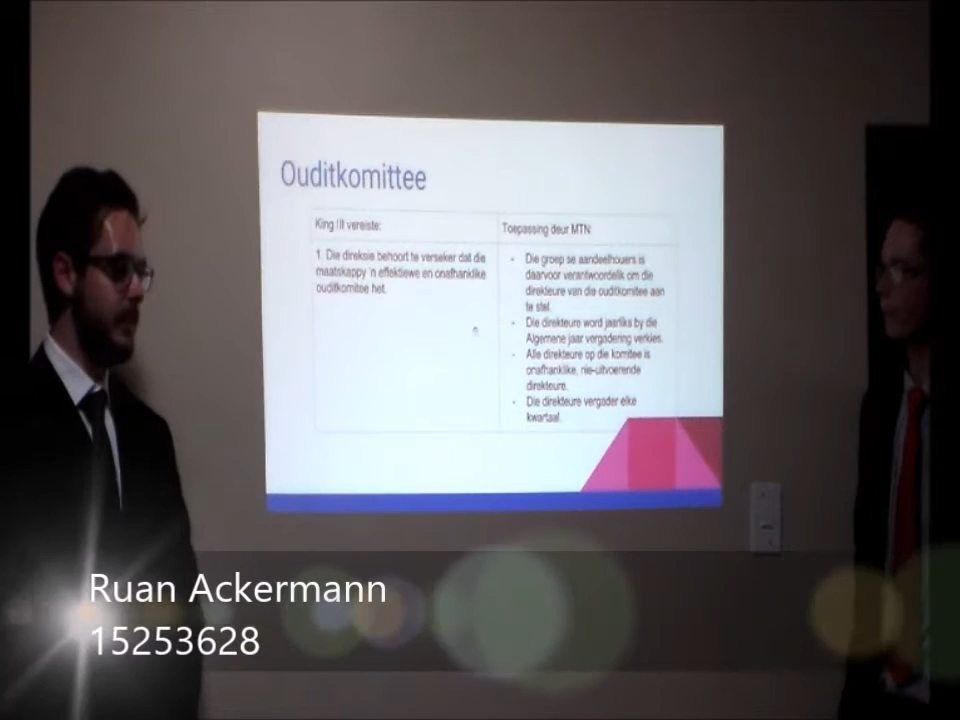 Ouditkomittee
King III vereiste:
Toepassing deur MTN:
1. Die direksie behoort te verseker dat die
maatskappy 'n effektiewe en onafhanklike
ouditkomitee het.
- Die groep se aandeelhouers is
daarvoor verantwoordelik om die
direkteure van die ouditkomitee aan
te stel.
- Die direkteure word jaarliks by die
Algemene jaar vergadering verkies.
- Alle direkteure op die komitee is
onafhanklike, nie-uitvoerende
direkteure.
- Die direkteure vergader elke
kwartaal.
Ruan Ackermann
15253628